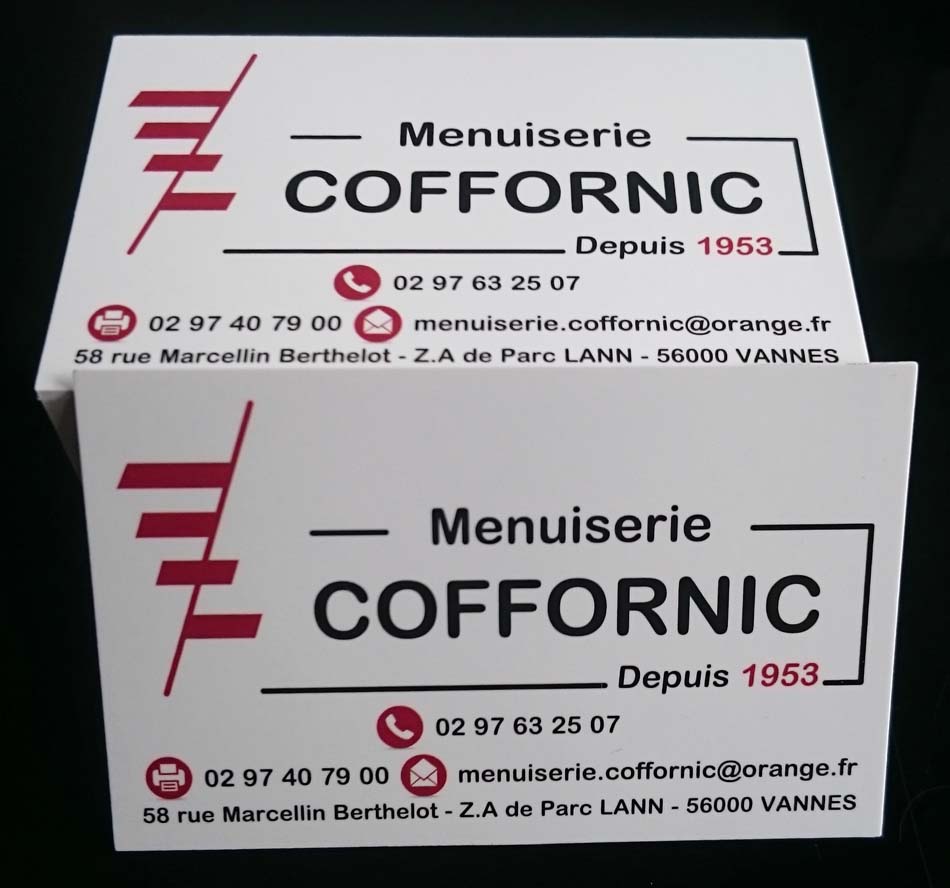 Menuiserie
COFFORNIC
Depuis 1953
02 97 63 25 07
02 97 40 79 00 menuiserie.coffornic@orange.fr
58 rue Marcellin Berthelot - Z.A de Parc LANN - 56000 VANNES
Menuiserie
COFFORNIC
Depuis 1953
02 97 63 25 07
02 97 40 79 00 menuiserie.coffornic@orange.fr
58 rue Marcellin Berthelot - Z.A de Parc LANN - 56000 VANNES